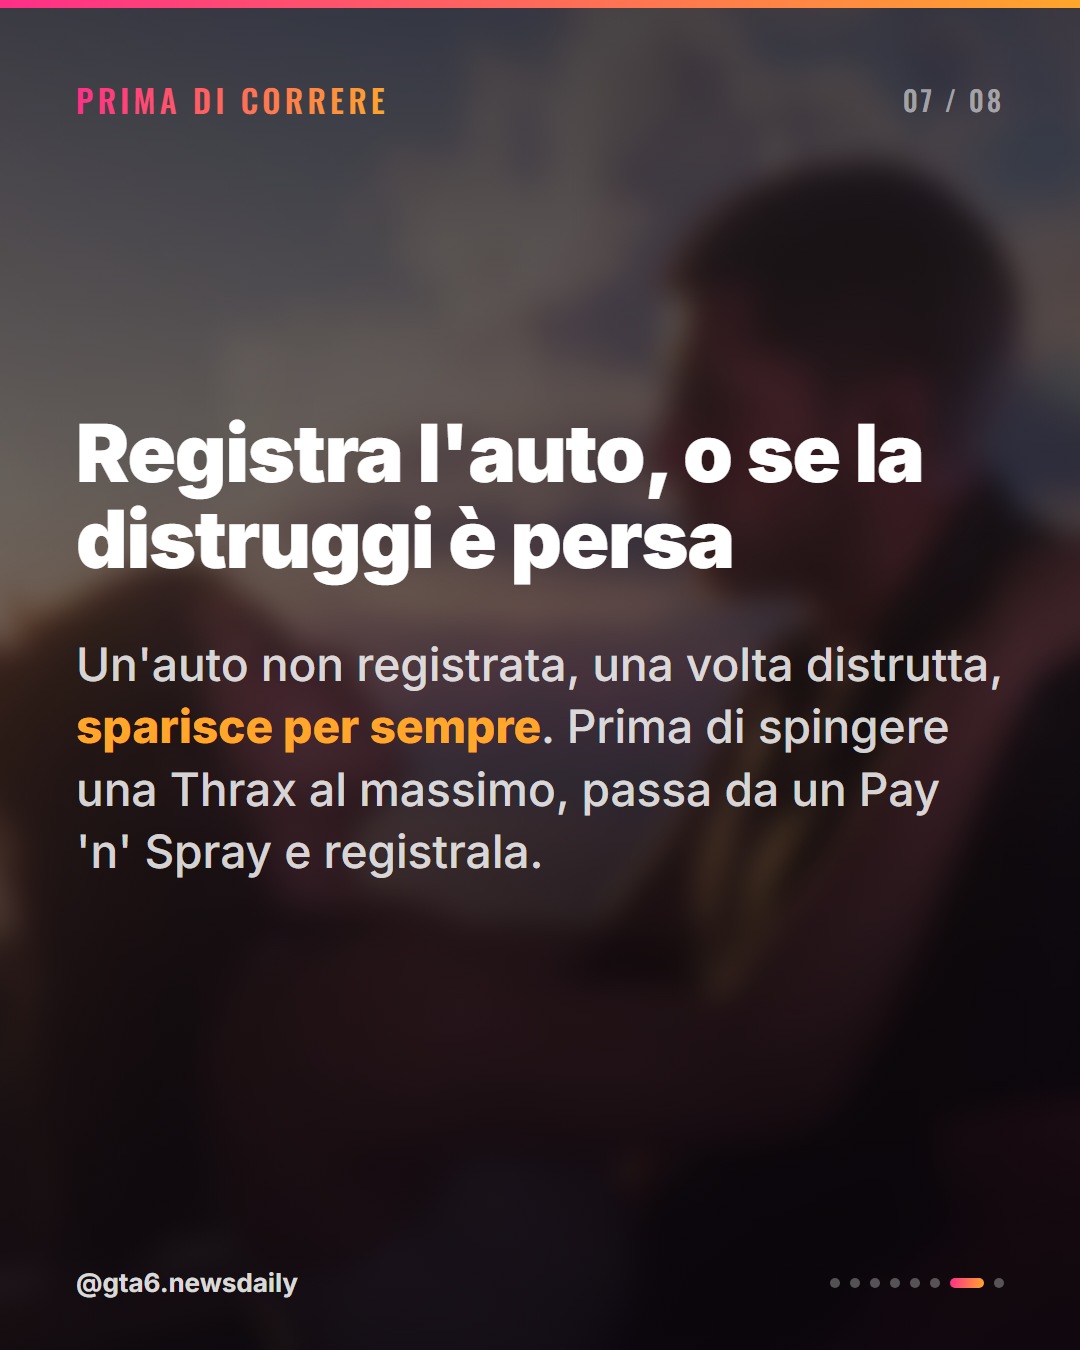 PRIMA DI CORRERE
07 / 08
Registra l'auto, o se la
distruggi è persa
Un'auto non registrata, una volta distrutta,
sparisce per sempre. Prima di spingere
una Thrax al massimo, passa da un Pay
'n' Spray e registrala.
@gta6.newsdaily